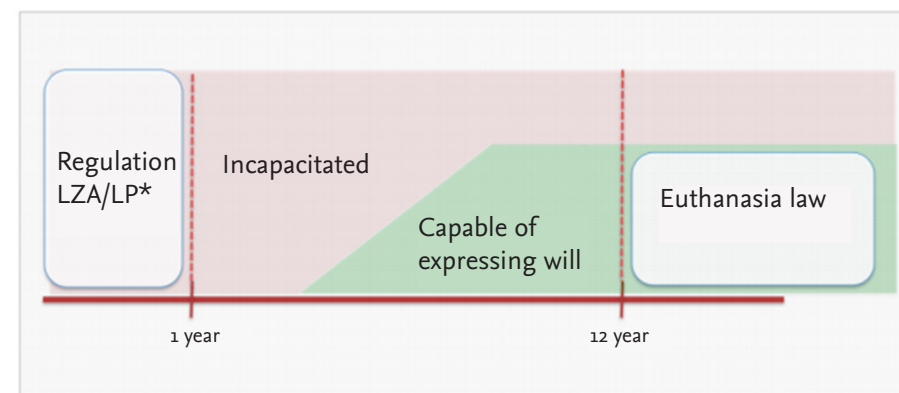 Regulation
LZA/LP*
Incapacitated
Capable of
expressing will
Euthanasia law
1 year
12 year